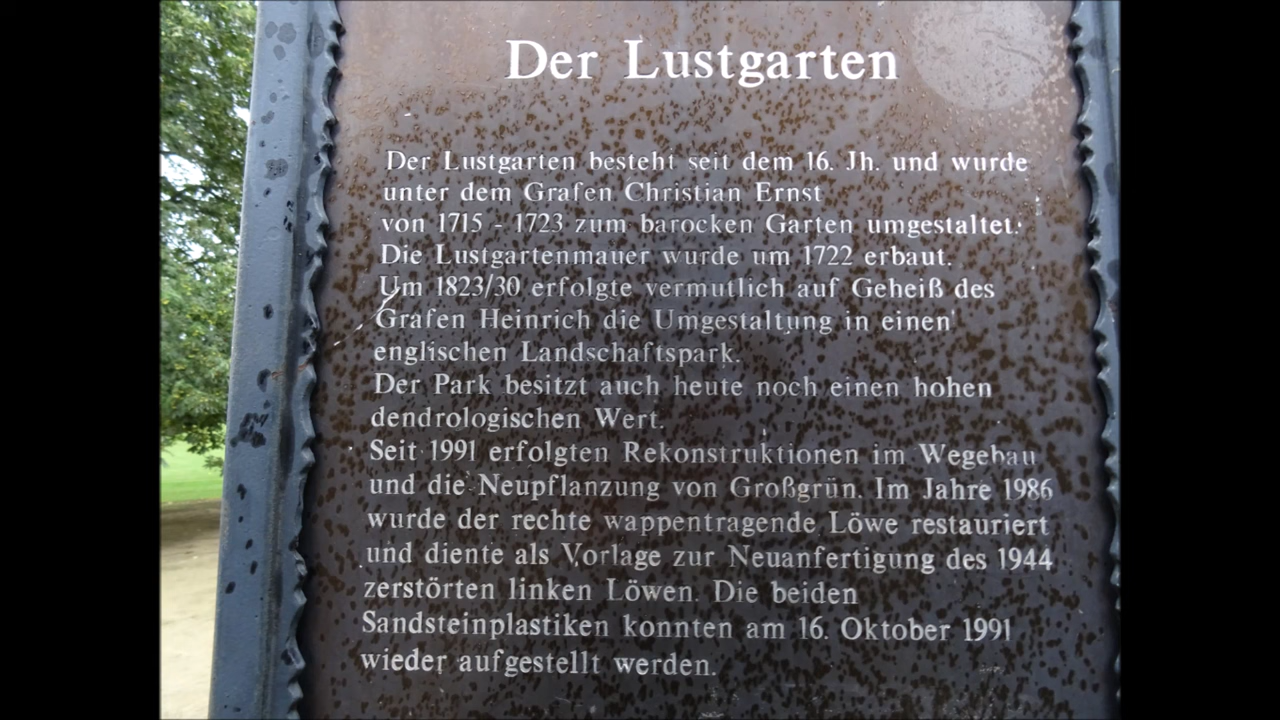 Der Lustgarten
Der Lustgarten besteht seit dem 16. Jh. und wurde
unter dem Grafen Christian Ernst
von 1715 - 1723 zum barocken Garten umgestaltet.
Die Lustgartenmauer wurde um 1722 erbaut.
Um 1823/30 erfolgte vermutlich auf Geheiß des
Grafen Heinrich die Umgestaltung in einen
englischen Landschaftspark.
Der Park besitzt auch heute noch einen hohen
dendrologischen Wert.
Seit 1991 erfolgten Rekonstruktionen im Wegebau
und die Neupflanzung von Großgrün. Im Jahre 1986
wurde der rechte wappentragende Löwe restauriert
und diente als Vorlage zur Neuanfertigung des 1944
zerstörten linken Löwen. Die beiden
Sandsteinplastiken konnten am 16. Oktober 1991
wieder aufgestellt werden.